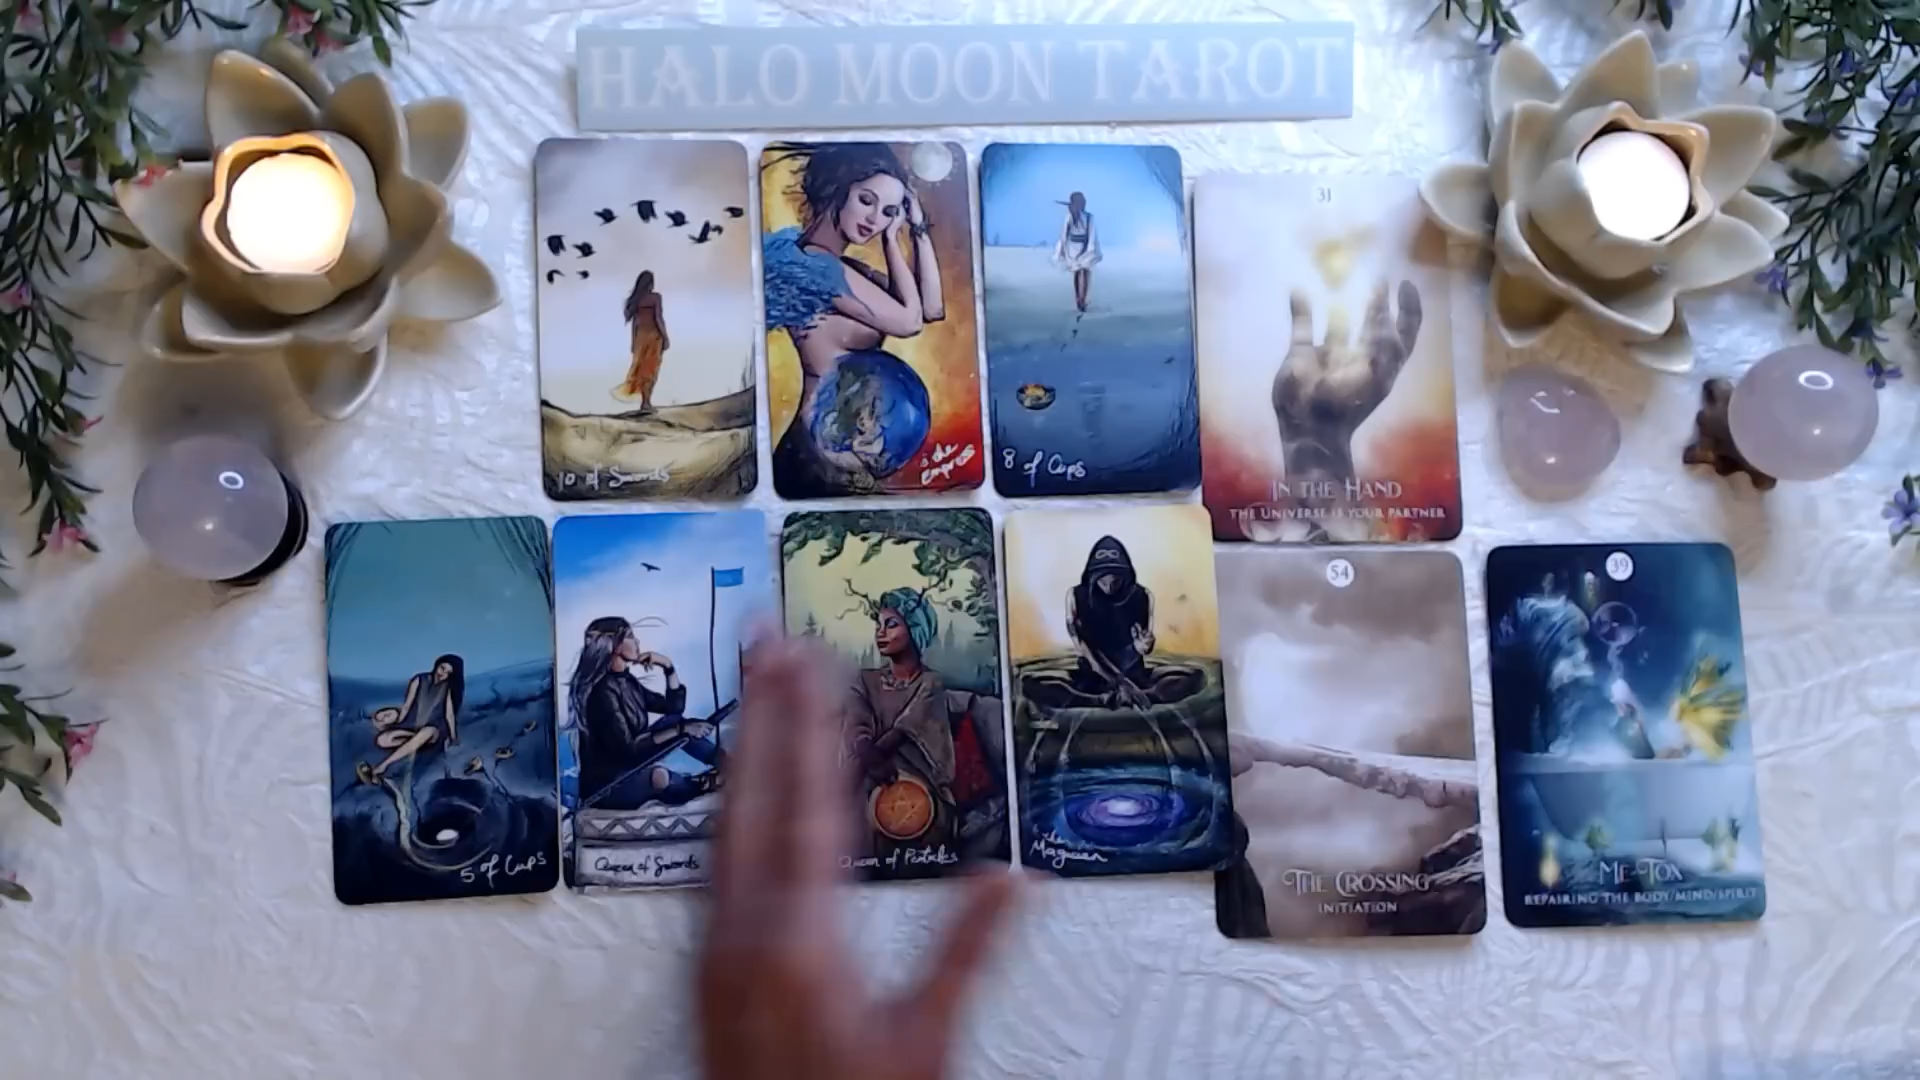 HALO MOON TAROT
10 of Swords
3 the empress
8 of Cups
31
IN THE HAND
THE UNIVERSE IS YOUR PARTNER
5 of Cups
Queen of Swords
Queen of Pentacles
1 the Magician
54
THE CROSSING
INITIATION
39
ME-TOX
REPAIRING THE BODY/MIND/SPIRIT